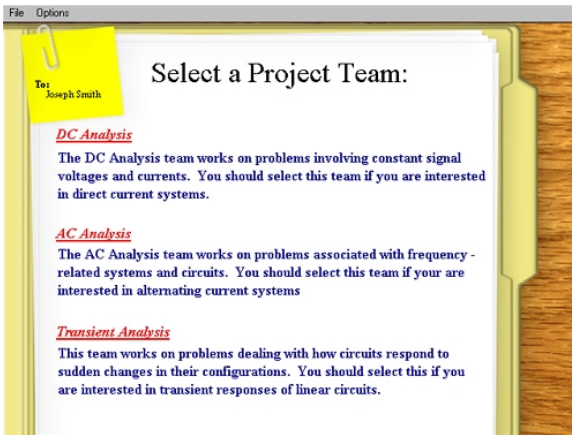 File Options
Select a Project Team:
To:
Joseph Smith
DC Analysis
The DC Analysis team works on problems involving constant signal
voltages and currents. You should select this team if you are interested
in direct current systems.
AC Analysis
The AC Analysis team works on problems associated with frequency -
related systems and circuits. You should select this team if your are
interested in alternating current systems
Transient Analysis
This team works on problems dealing with how circuits respond to
sudden changes in their configurations. You should select this if you
are interested in transient responses of linear circuits.